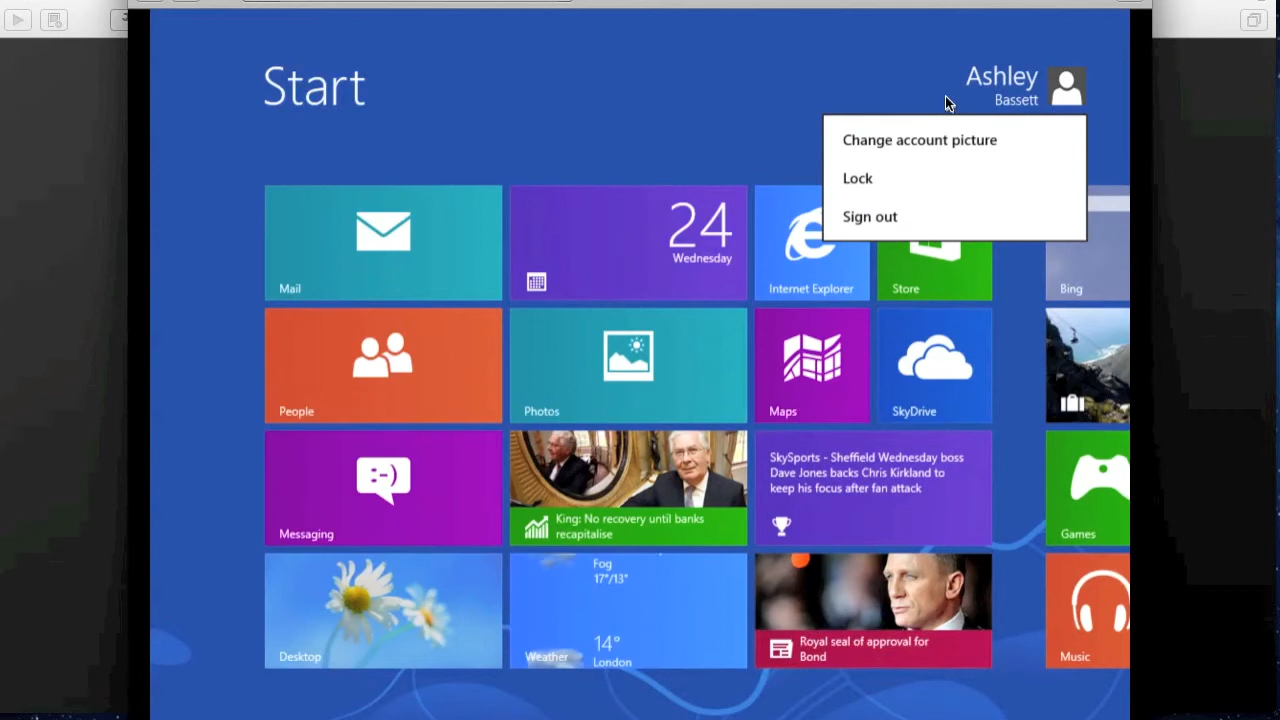 Start
Ashley
Bassett
Change account picture
Lock
Sign out
Mail
24
Wednesday
Internet Explorer
Store
Bing
People
Photos
Maps
SkyDrive
Messaging
:-)
King: No recovery until banks
recapitalise
SkySports - Sheffield Wednesday boss
Dave Jones backs Chris Kirkland to
keep his focus after fan attack
Games
Desktop
Fog
17°/13°
14°
London
Weather
Royal seal of approval for
Bond
Music